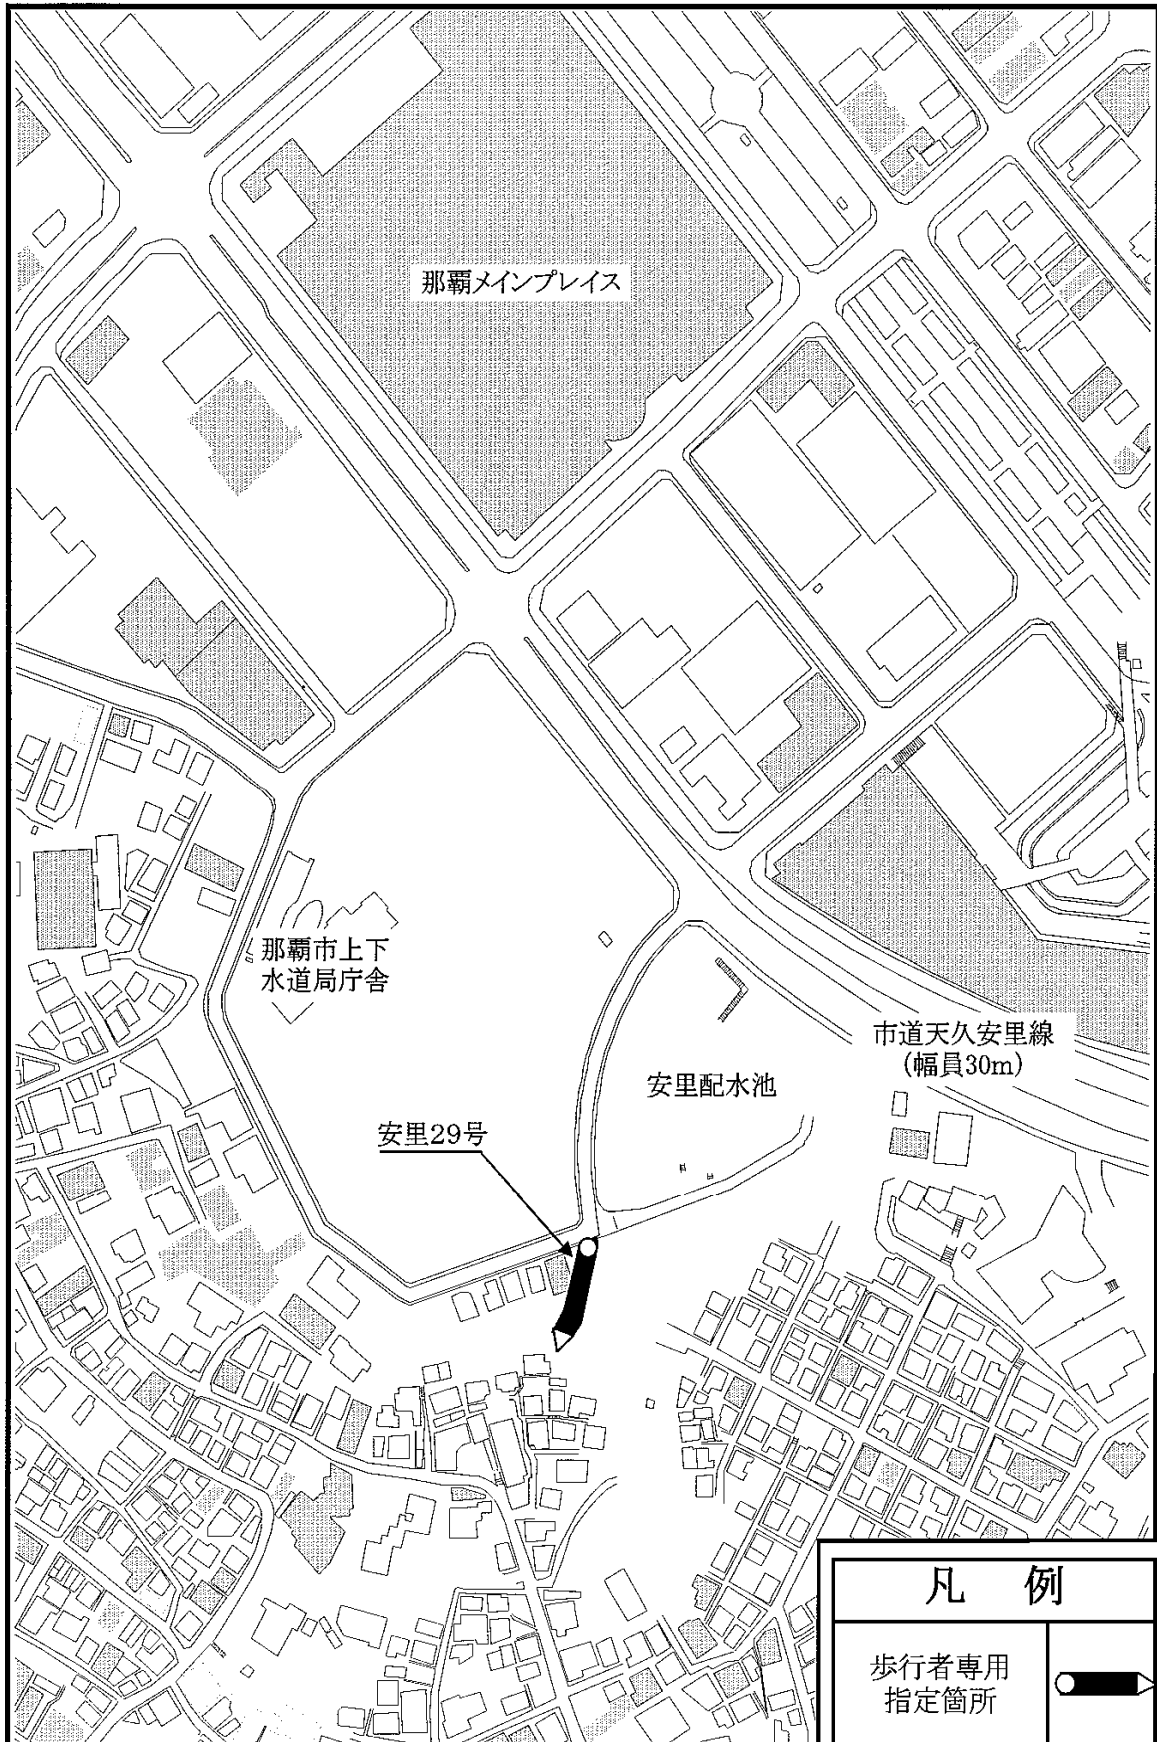 那覇メインプレイス
那覇市上下
水道局庁舎
市道天久安里線
(幅員30m)
安里配水池
安里29号
凡 例
歩行者専用
指定箇所